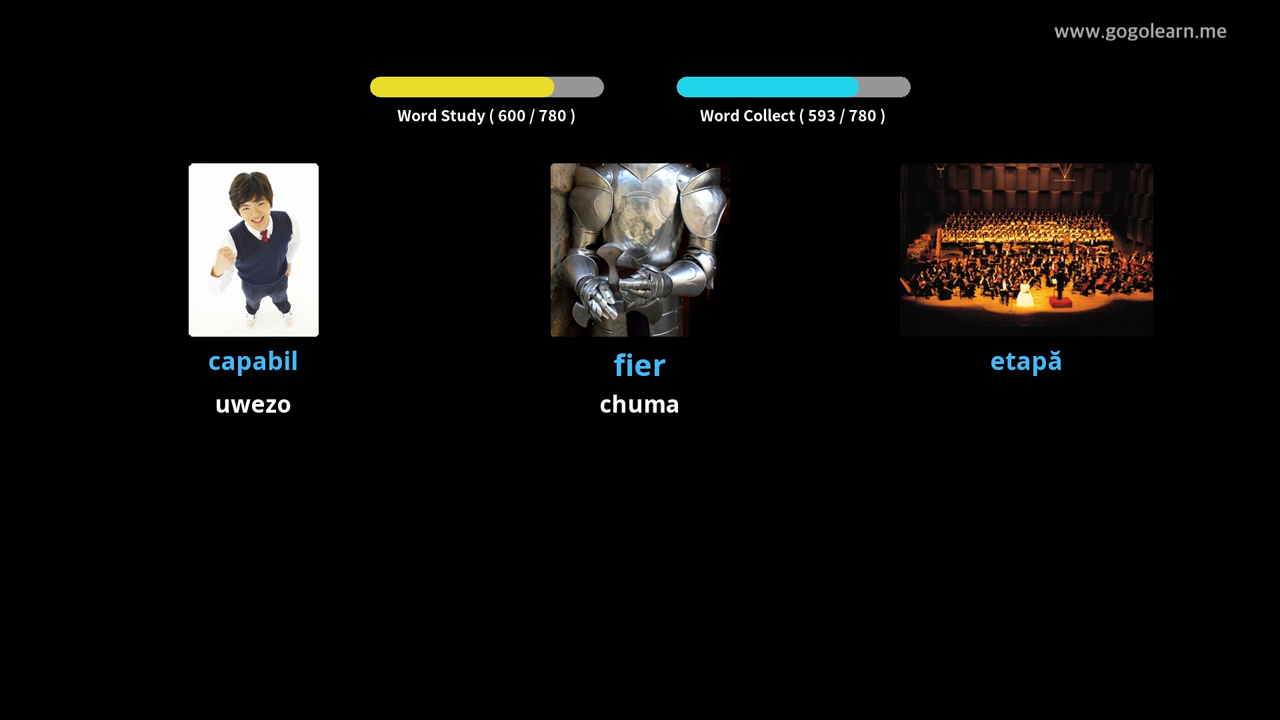 www.gogolearn.me
Word Study ( 600 / 780 )
Word Collect ( 593 / 780 )
capabil
fier
etapă
uwezo
chuma